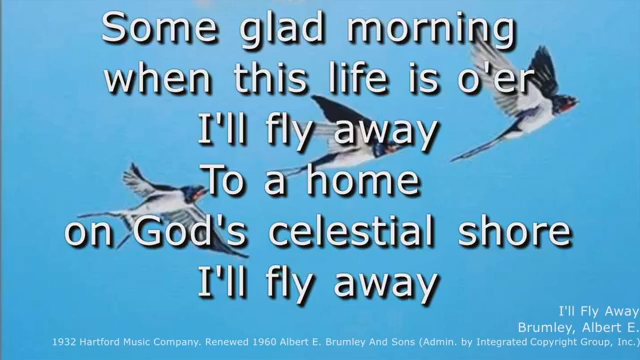 Some glad morning
when this life is o'er
I'll fly away
To a home
on God's celestial shore
I'll fly away
I'll Fly Away
Brumley, Albert E.
1932 Hartford Music Company. Renewed 1960 Albert E. Brumley And Sons (Admin. by Integrated Copyright Group, Inc.)